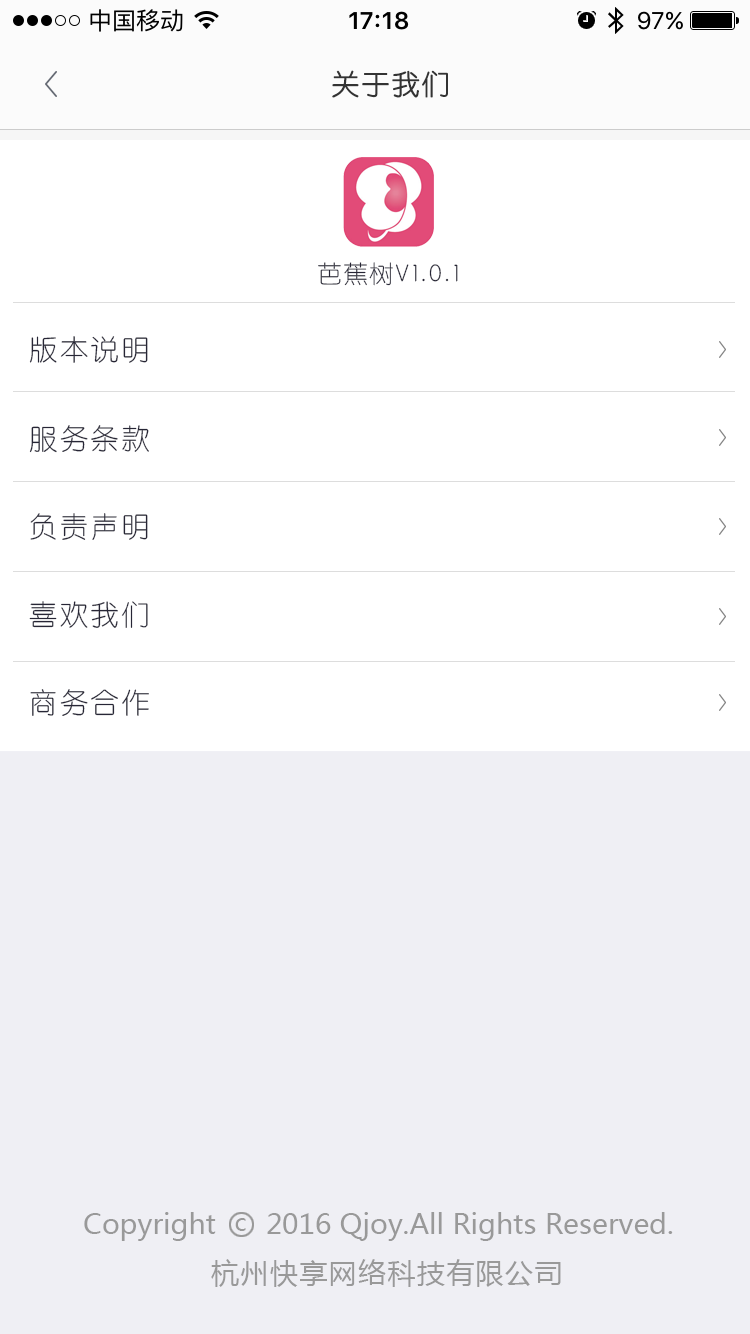 中国移动 17:18 97%
关于我们
芭蕉树V1.0.1
版本说明
服务条款
负责声明
喜欢我们
商务合作
Copyright © 2016 Qjoy.All Rights Reserved.
杭州快享网络科技有限公司